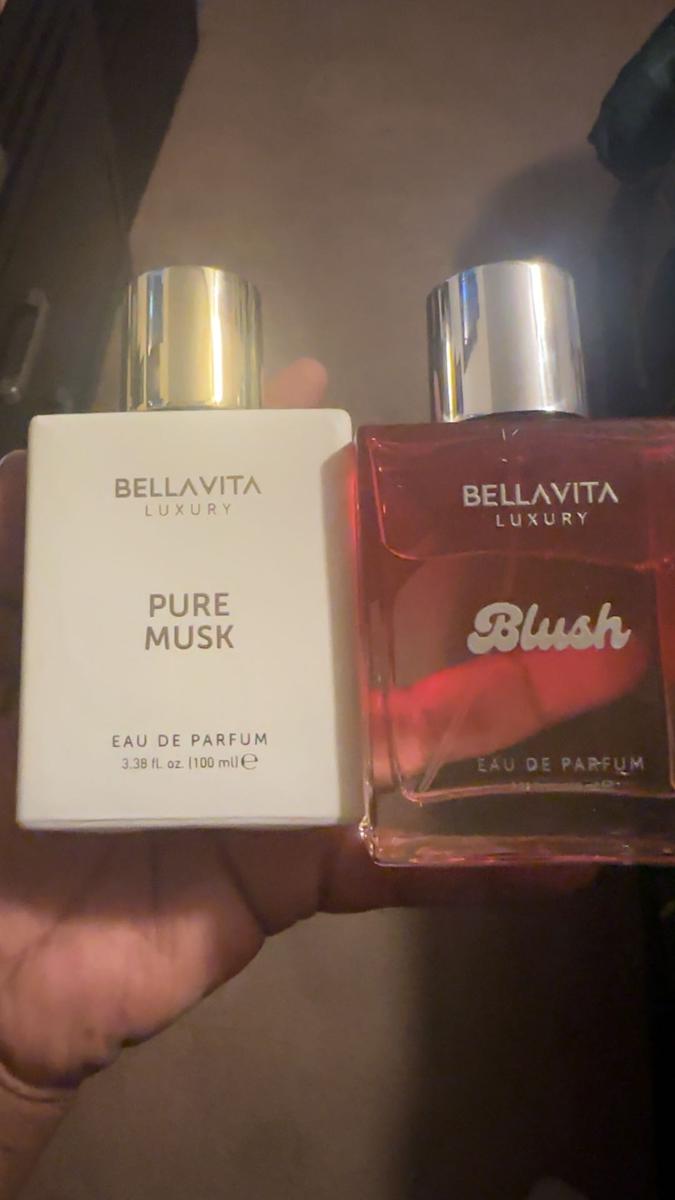 BELLAVITA
LUXURY
PURE
MUSK
EAU DE PARFUM
3.38 fl. oz. (100 ml) ℮
BELLAVITA
LUXURY
Blush
EAU DE PARFUM